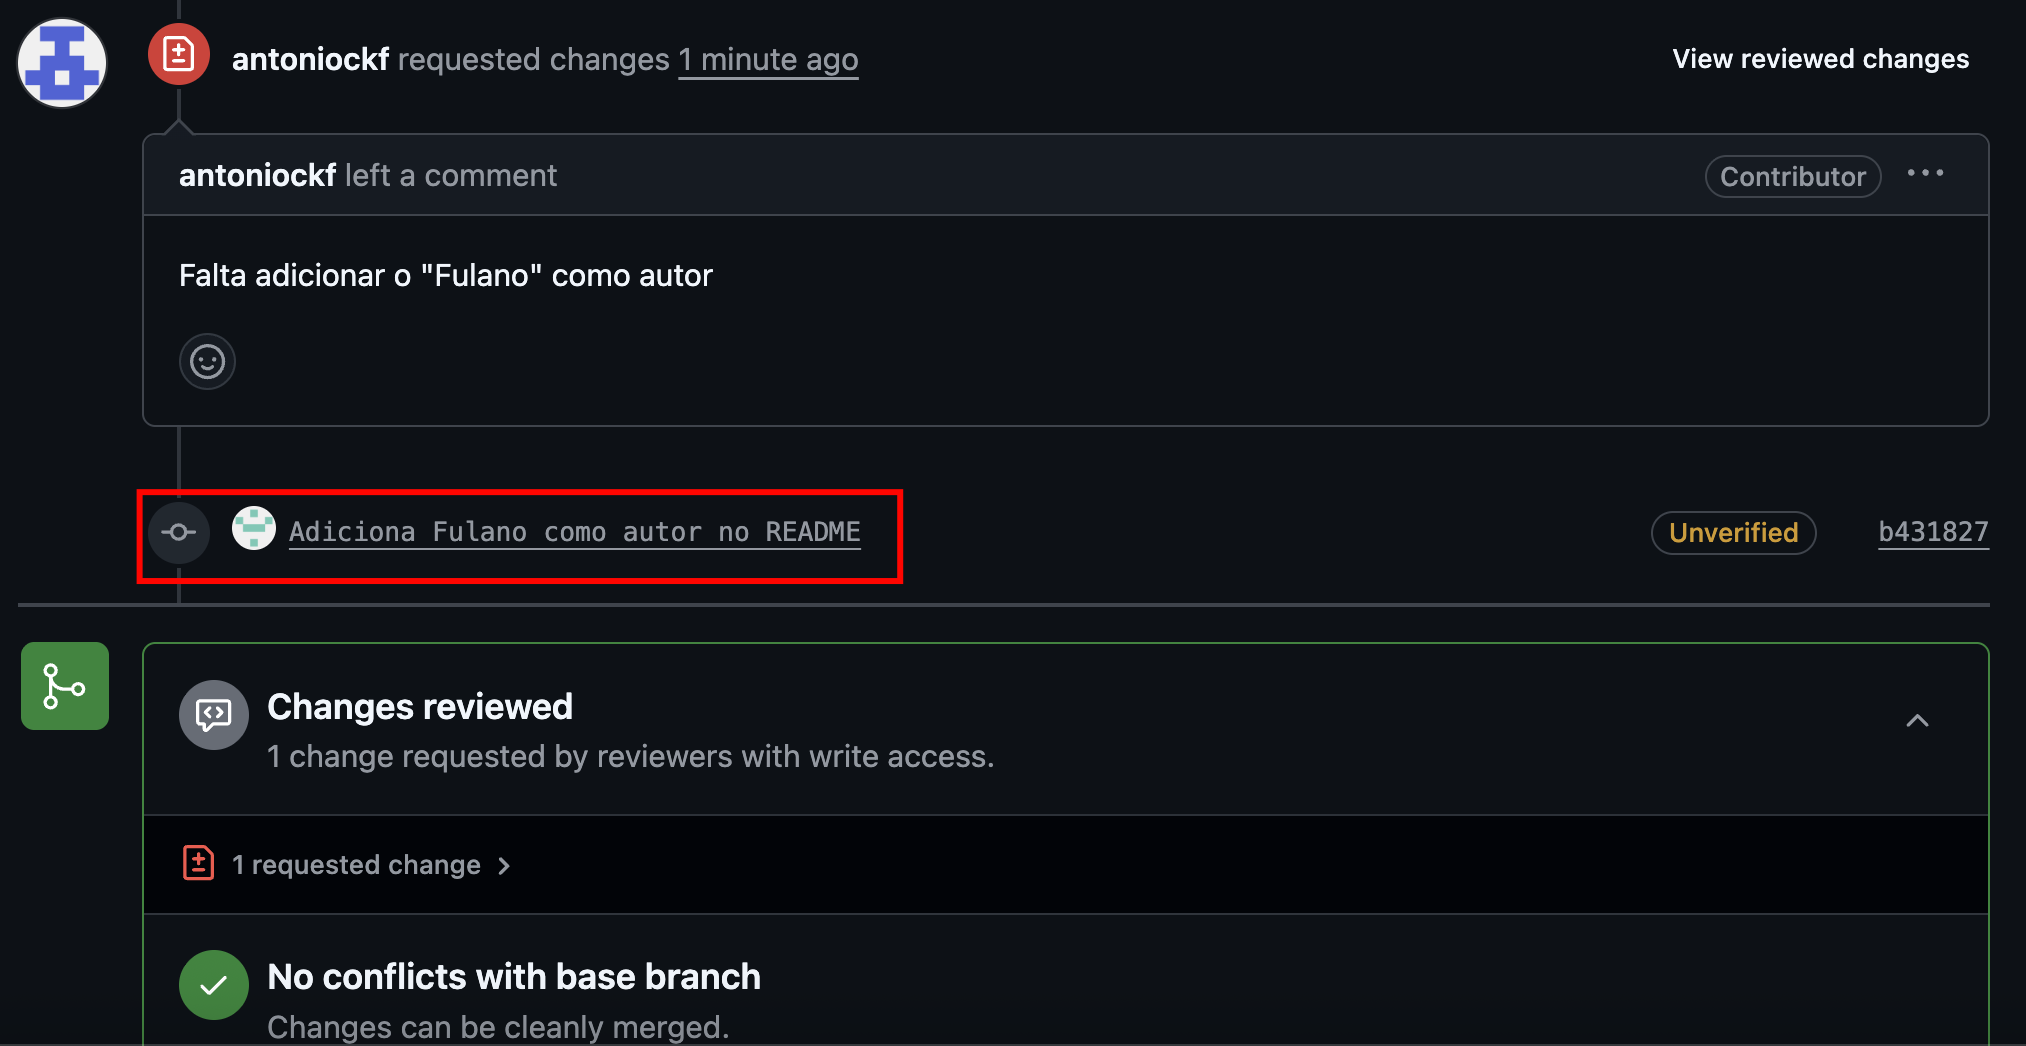 antoniockf requested changes 1 minute ago View reviewed changes
antoniockf left a comment Contributor
Falta adicionar o "Fulano" como autor
Adiciona Fulano como autor no README Unverified b431827
Changes reviewed
1 change requested by reviewers with write access.
1 requested change
No conflicts with base branch
Changes can be cleanly merged.